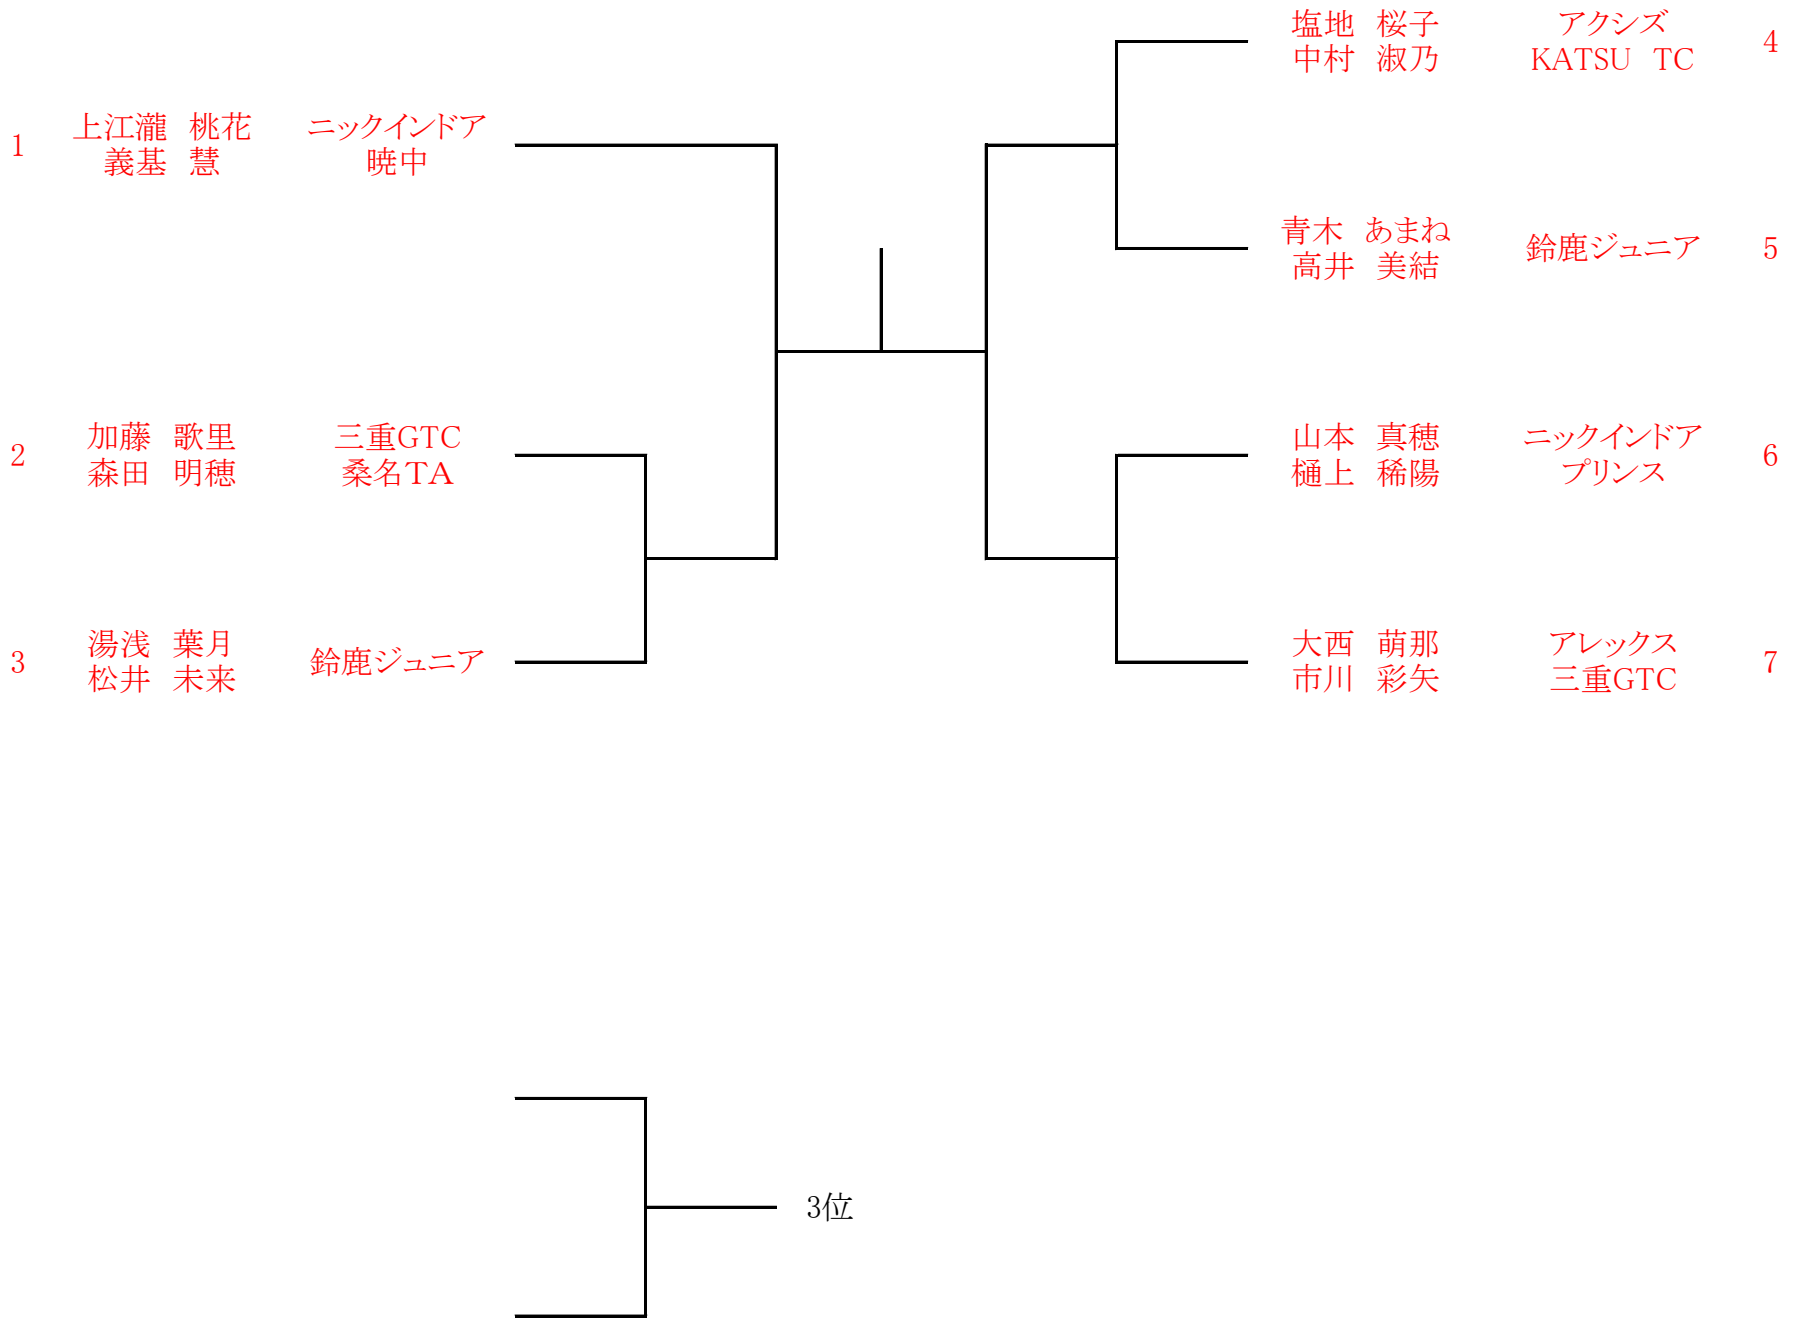 1
上江瀧　桃花　ニックインドア
義基　慧　暁中
2
加藤　歌里　三重GTC
森田　明穂　桑名TA
3
湯浅　葉月
松井　未来
鈴鹿ジュニア
塩地　桜子　アクシズ
中村　淑乃　KATSU　TC
4
青木　あまね
高井　美結
鈴鹿ジュニア
5
山本　真穂　ニックインドア
樋上　稀陽　プリンス
6
大西　萌那　アレックス
市川　彩矢　三重GTC
7
3位